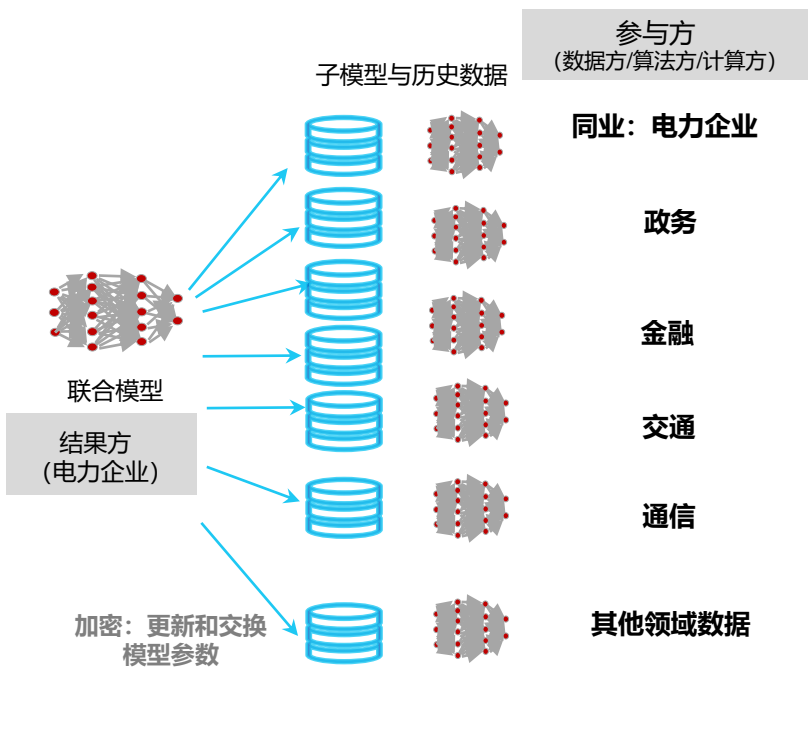 参与方
（数据方/算法方/计算方）
子模型与历史数据
同业：电力企业
政务
金融
联合模型
交通
结果方
（电力企业）
通信
加密：更新和交换
模型参数
其他领域数据